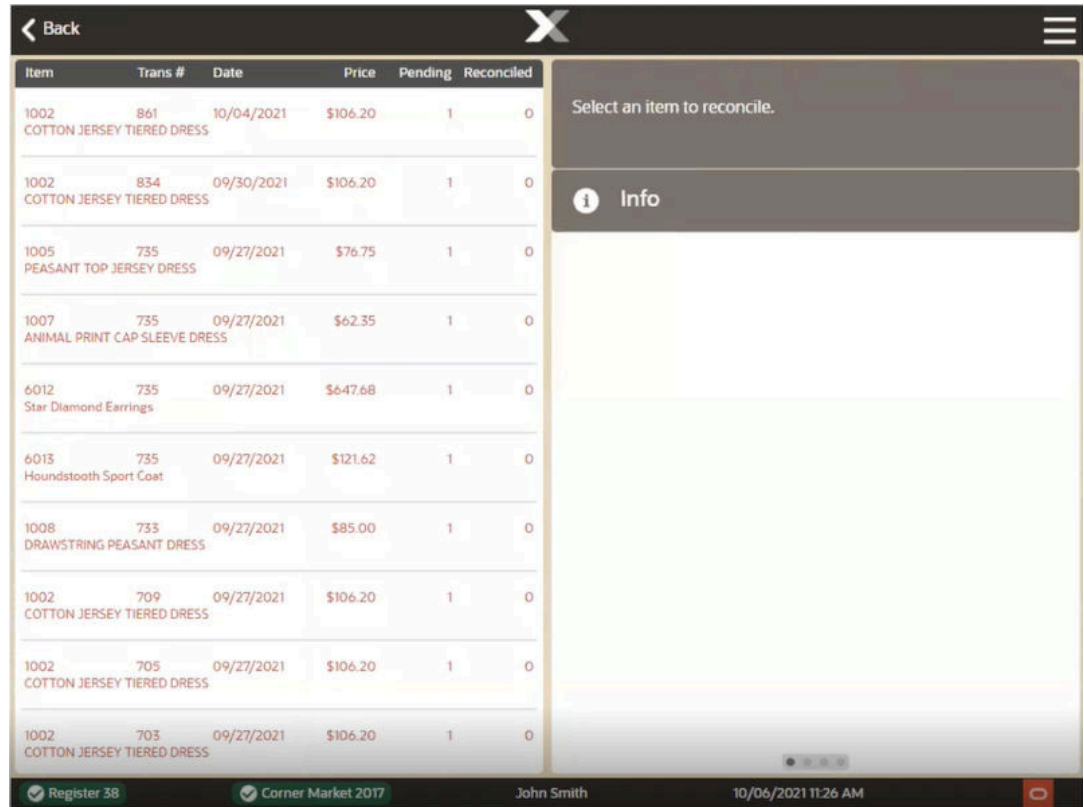 Back
Item Trans # Date Price Pending Reconciled
1002 861 10/04/2021 $106.20 1 0
COTTON JERSEY TIERED DRESS
1002 834 09/30/2021 $106.20 1 0
COTTON JERSEY TIERED DRESS
1005 735 09/27/2021 $76.75 1 0
PEASANT TOP JERSEY DRESS
1007 735 09/27/2021 $62.35 1 0
ANIMAL PRINT CAP SLEEVE DRESS
6012 735 09/27/2021 $647.68 1 0
Star Diamond Earrings
6013 735 09/27/2021 $121.62 1 0
Houndstooth Sport Coat
1008 733 09/27/2021 $85.00 1 0
DRAWSTRING PEASANT DRESS
1002 709 09/27/2021 $106.20 1 0
COTTON JERSEY TIERED DRESS
1002 705 09/27/2021 $106.20 1 0
COTTON JERSEY TIERED DRESS
1002 703 09/27/2021 $106.20 1 0
COTTON JERSEY TIERED DRESS
Select an item to reconcile.
Info
Register 38 Corner Market 2017 John Smith 10/06/2021 11:26 AM